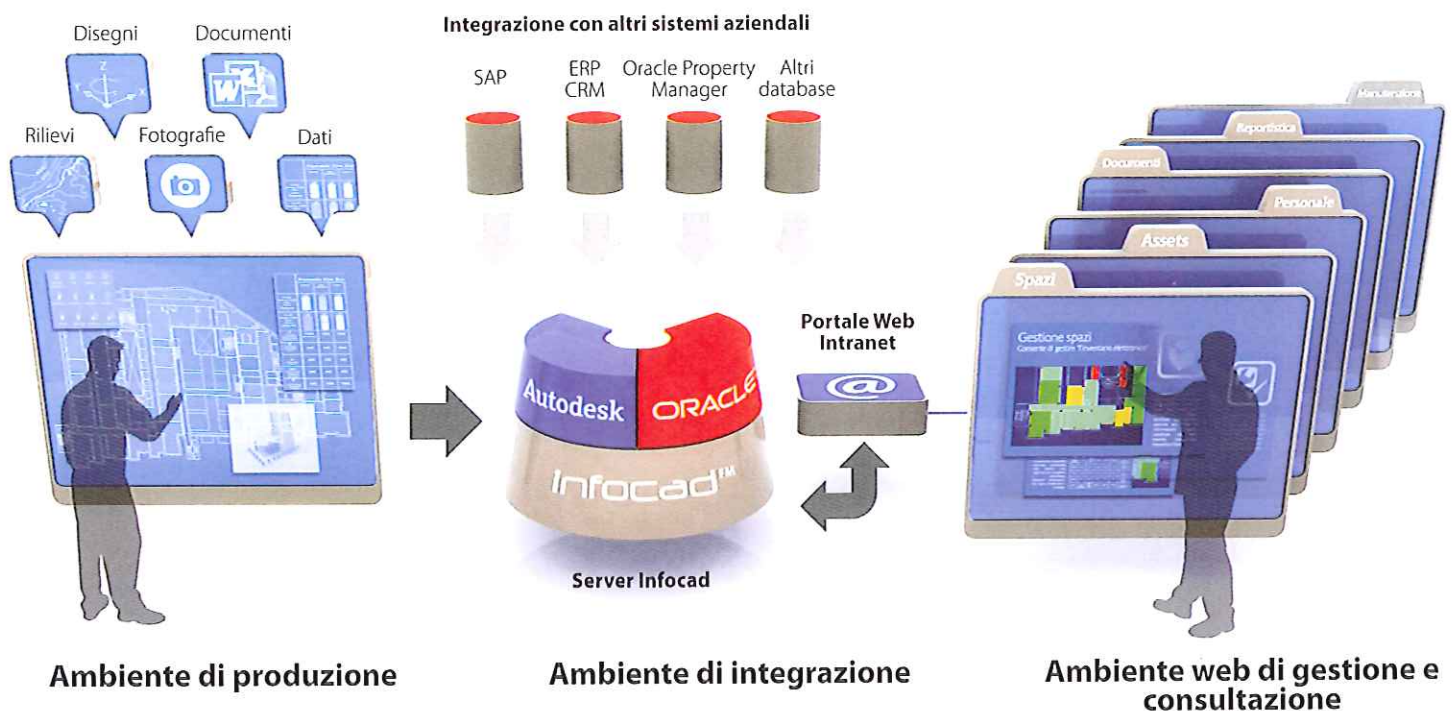 Disegni
Documenti
Rilievi
Fotografie
Dati
Integrazione con altri sistemi aziendali
SAP
ERP
CRM
Oracle Property
Manager
Altri
database
Autodesk
ORACLE
infocad FM
Server Infocad
Portale Web
Intranet
@
Manutenzione
Reportistica
Documenti
Personale
Assets
Spazi
Gestione spazi
Ambiente di produzione
Ambiente di integrazione
Ambiente web di gestione e
consultazione